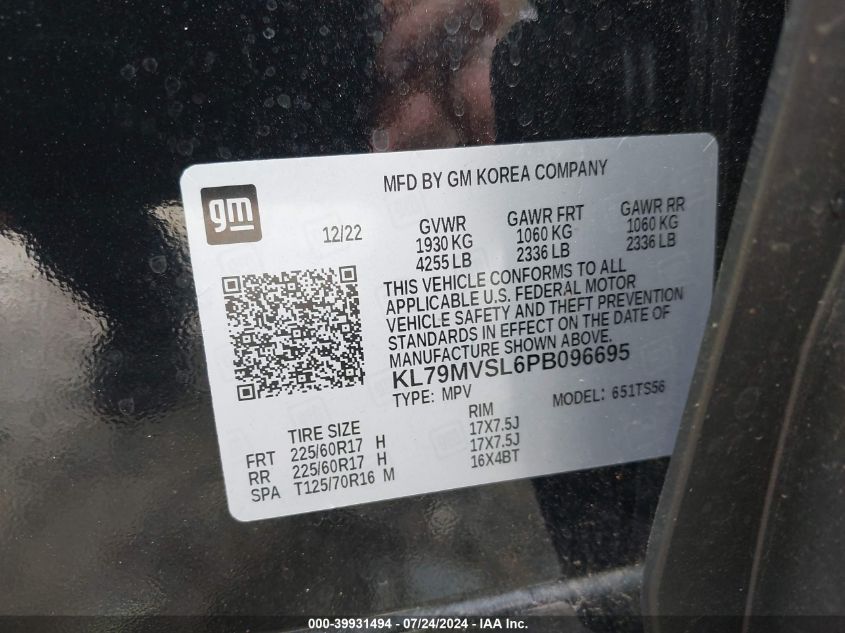 MFD BY GM KOREA COMPANY
gm
12/22
GVWR
1930 KG
4255 LB
GAWR FRT
1060 KG
2336 LB
GAWR RR
1060 KG
2336 LB
THIS VEHICLE CONFORMS TO ALL
APPLICABLE U.S. FEDERAL MOTOR
VEHICLE SAFETY AND THEFT PREVENTION
STANDARDS IN EFFECT ON THE DATE OF
MANUFACTURE SHOWN ABOVE.
KL79MVSL6PB096695
TYPE: MPV
MODEL: 651TS56
TIRE SIZE
RIM
FRT 225/60R17 H 17X7.5J
RR 225/60R17 H 17X7.5J
SPA T125/70R16 M 16X4BT
000-39931494 - 07/24/2024 - IAA Inc.